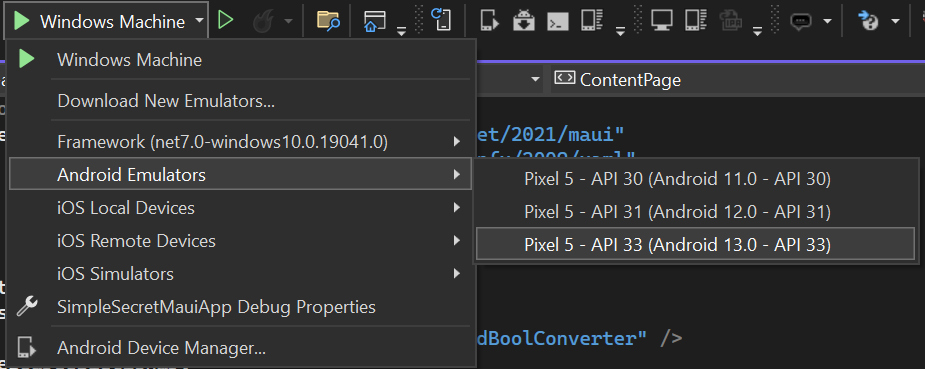 Windows Machine
ContentPage
Windows Machine
Download New Emulators...
et/2021/maui"
Framework (net7.0-windows10.0.19041.0)
Android Emulators
Pixel 5 - API 30 (Android 11.0 - API 30)
iOS Local Devices
Pixel 5 - API 31 (Android 12.0 - API 31)
iOS Remote Devices
Pixel 5 - API 33 (Android 13.0 - API 33)
iOS Simulators
SimpleSecretMauiApp Debug Properties
dBoolConverter" />
Android Device Manager...